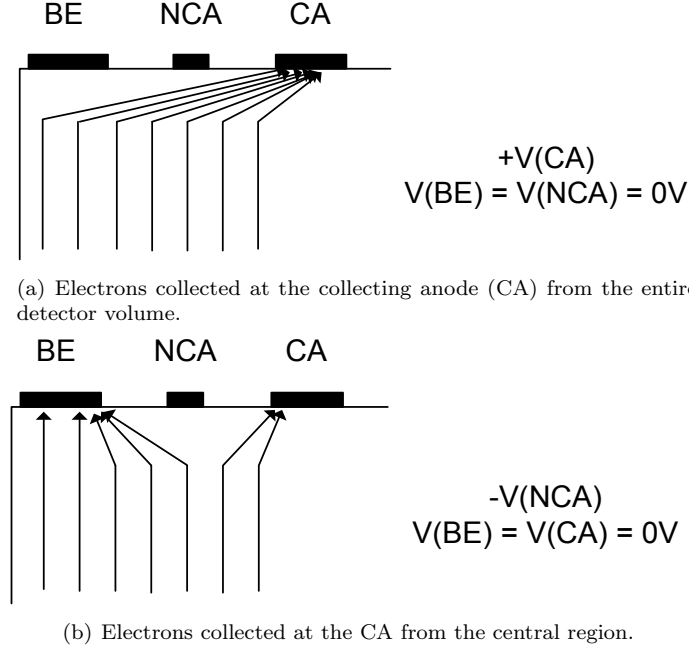 BE NCA CA
+V(CA)
V(BE) = V(NCA) = 0V
(a) Electrons collected at the collecting anode (CA) from the entire
detector volume.
BE NCA CA
-V(NCA)
V(BE) = V(CA) = 0V
(b) Electrons collected at the CA from the central region.